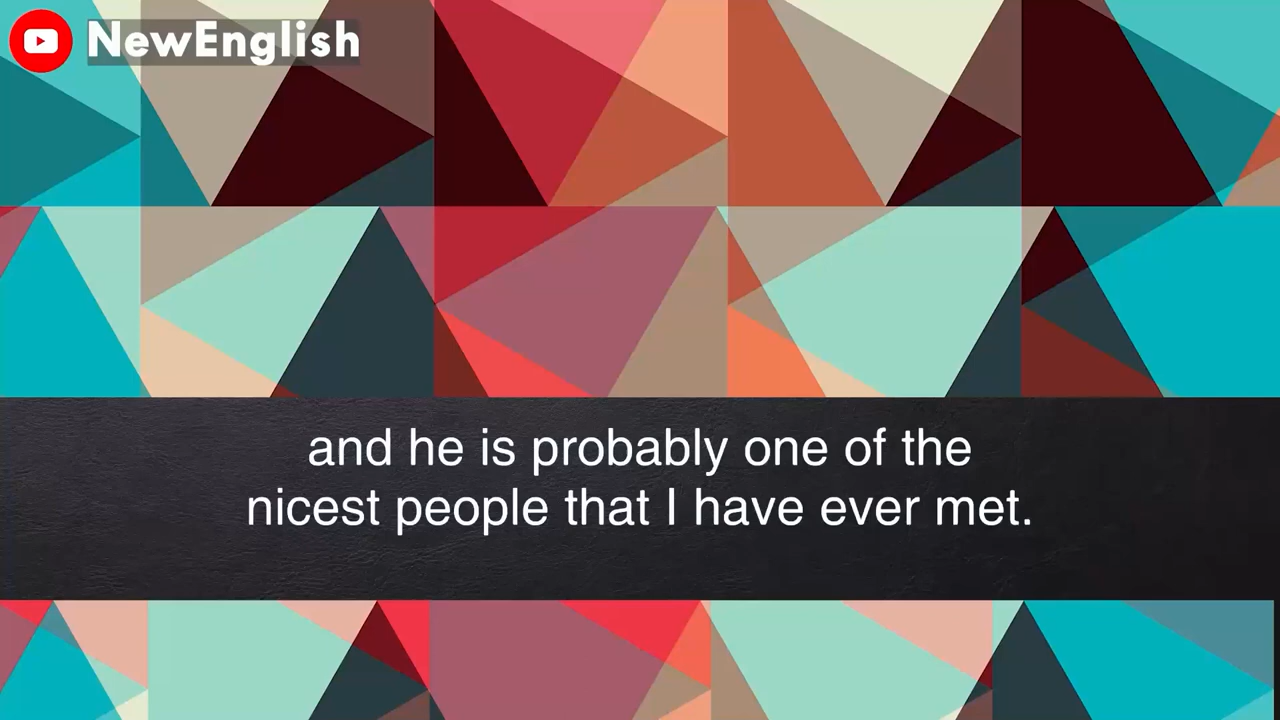 NewEnglish
and he is probably one of the
nicest people that I have ever met.